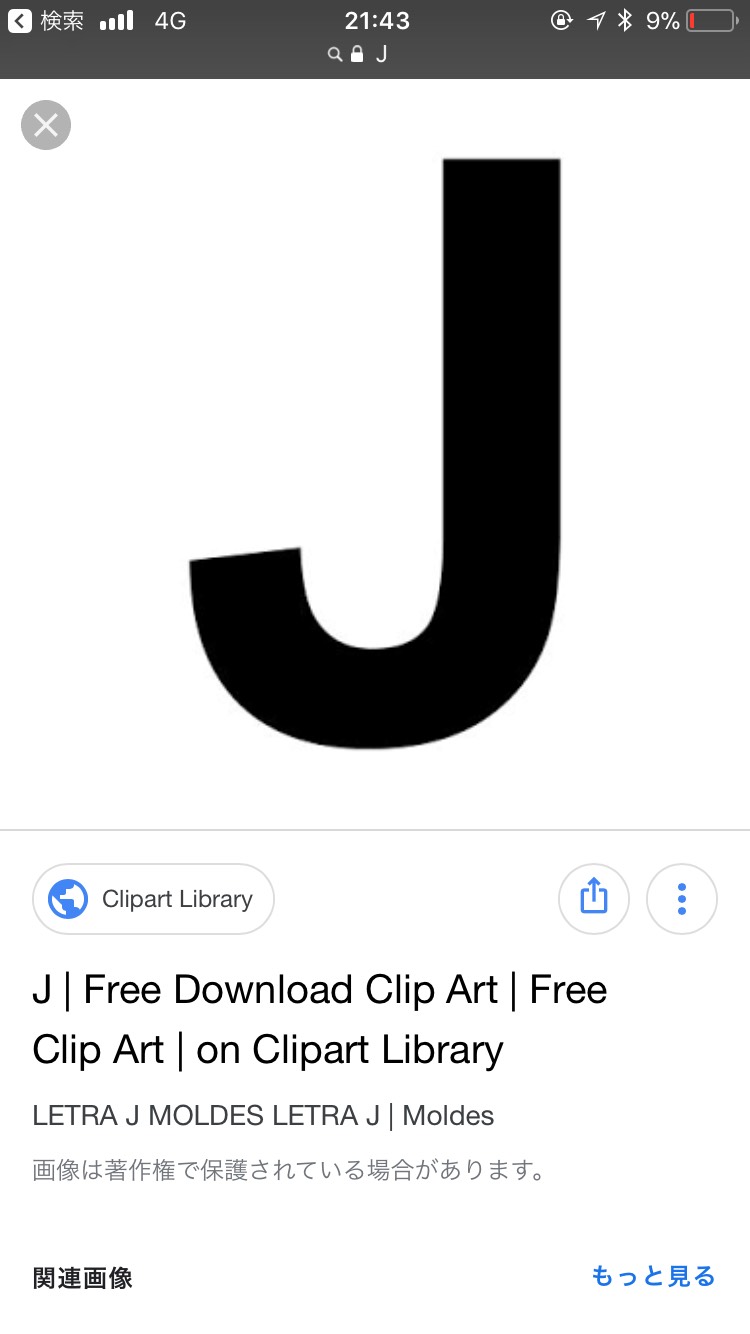 検索 4G 21:43 9%
J
J
Clipart Library
J | Free Download Clip Art | Free
Clip Art | on Clipart Library
LETRA J MOLDES LETRA J | Moldes
画像は著作権で保護されている場合があります。
関連画像 もっと見る